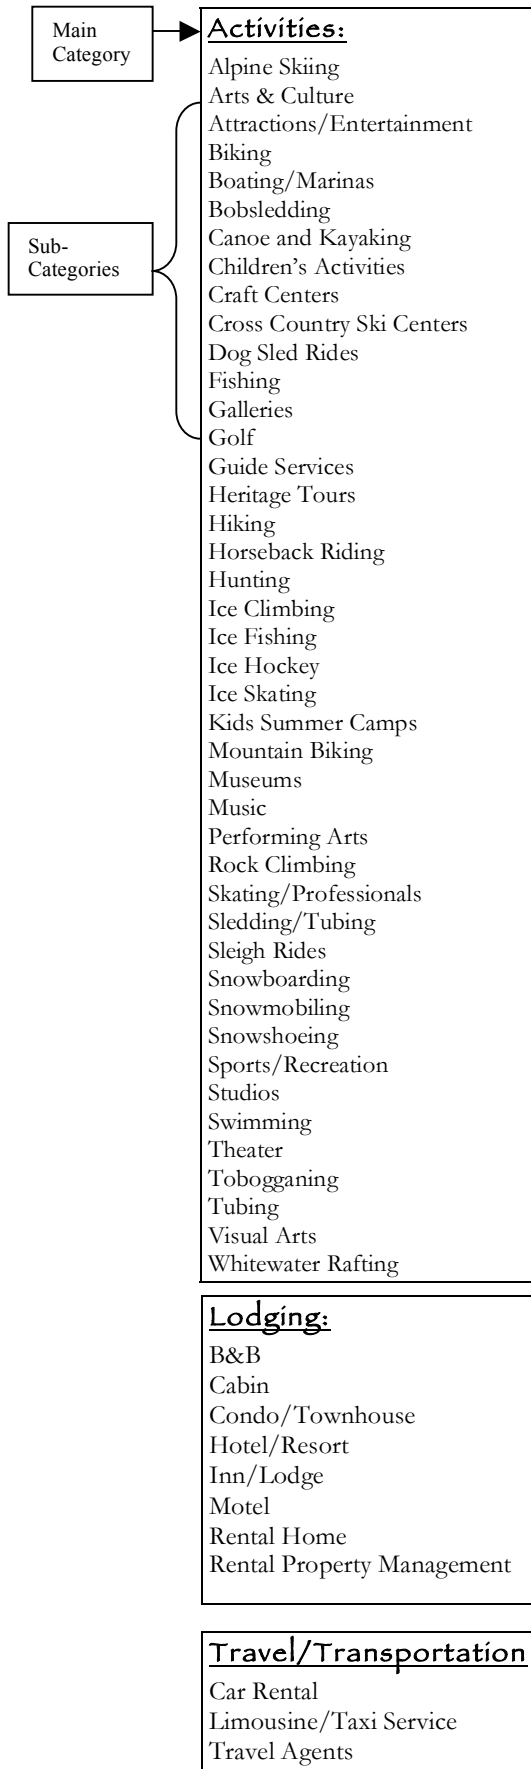 Main
Category
Activities:
Alpine Skiing
Arts & Culture
Attractions/Entertainment
Biking
Boating/Marinas
Bobsledding
Sub-
Categories
Canoe and Kayaking
Children's Activities
Craft Centers
Cross Country Ski Centers
Dog Sled Rides
Fishing
Galleries
Golf
Guide Services
Heritage Tours
Hiking
Horseback Riding
Hunting
Ice Climbing
Ice Fishing
Ice Hockey
Ice Skating
Kids Summer Camps
Mountain Biking
Museums
Music
Performing Arts
Rock Climbing
Skating/Professionals
Sledding/Tubing
Sleigh Rides
Snowboarding
Snowmobiling
Snowshoeing
Sports/Recreation
Studios
Swimming
Theater
Tobogganing
Tubing
Visual Arts
Whitewater Rafting
Lodging:
B&B
Cabin
Condo/Townhouse
Hotel/Resort
Inn/Lodge
Motel
Rental Home
Rental Property Management
Travel/Transportation
Car Rental
Limousine/Taxi Service
Travel Agents